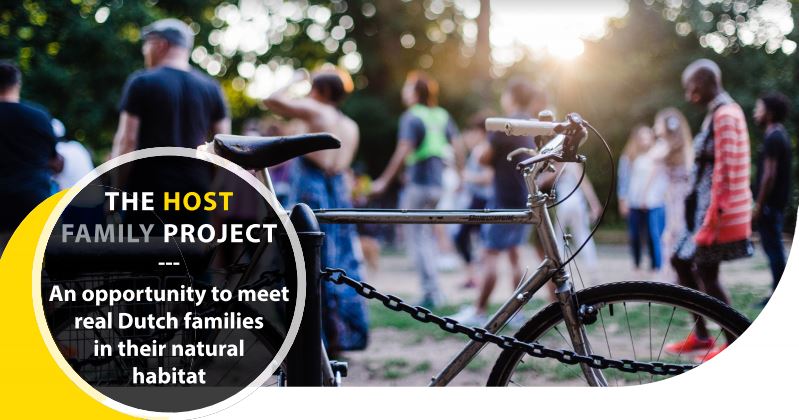 THE HOST
FAMILY PROJECT
---
An opportunity to meet
real Dutch families
in their natural
habitat